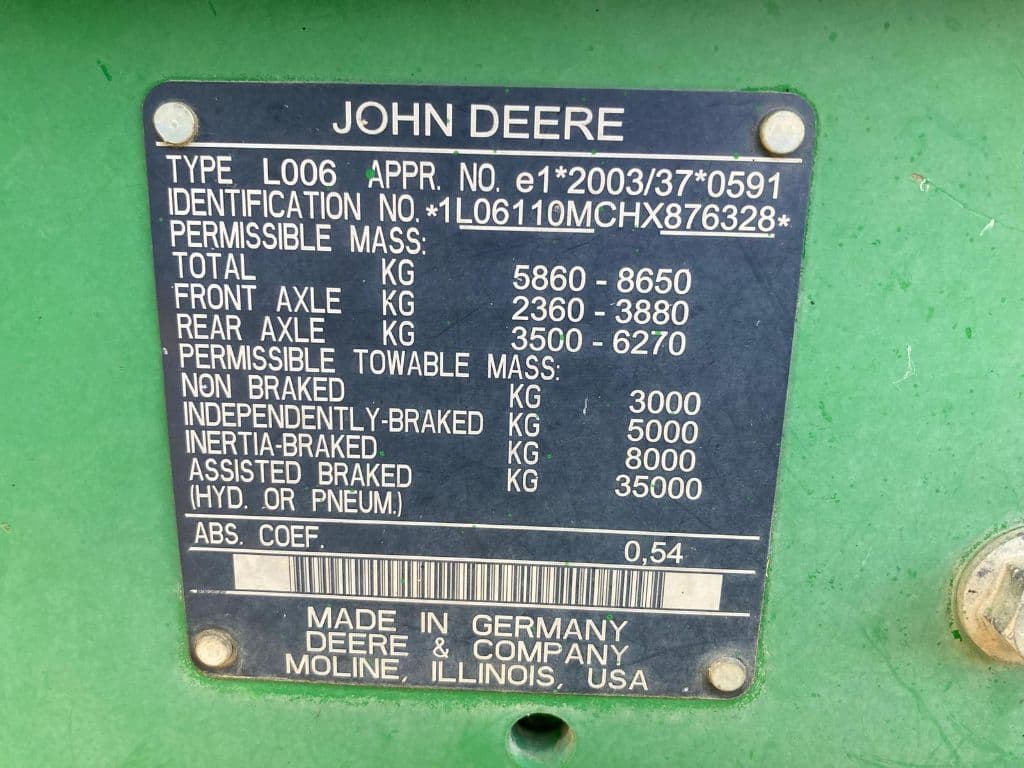 JOHN DEERE
TYPE L006 APPR. NO. e1*2003/37*0591
IDENTIFICATION NO. *1L06110MCHX876328*
PERMISSIBLE MASS:
TOTAL KG 5860 - 8650
FRONT AXLE KG 2360 - 3880
REAR AXLE KG 3500 - 6270
PERMISSIBLE TOWABLE MASS:
NON BRAKED KG 3000
INDEPENDENTLY-BRAKED KG 5000
INERTIA-BRAKED KG 8000
ASSISTED BRAKED KG 35000
(HYD. OR PNEUM.)
ABS. COEF. 0,54
MADE IN GERMANY
DEERE & COMPANY
MOLINE, ILLINOIS, USA